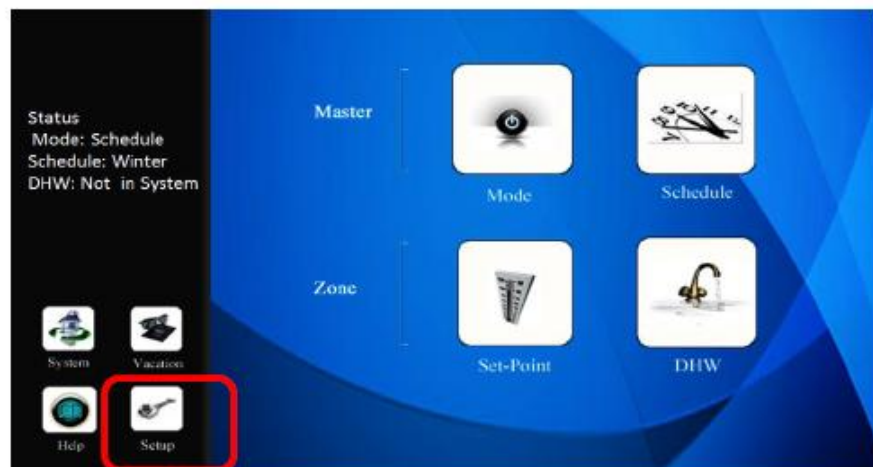 Status
Mode: Schedule
Schedule: Winter
DHW: Not in System
System
Vacation
Help
Setup
Master
Mode
Schedule
Zone
Set-Point
DHW